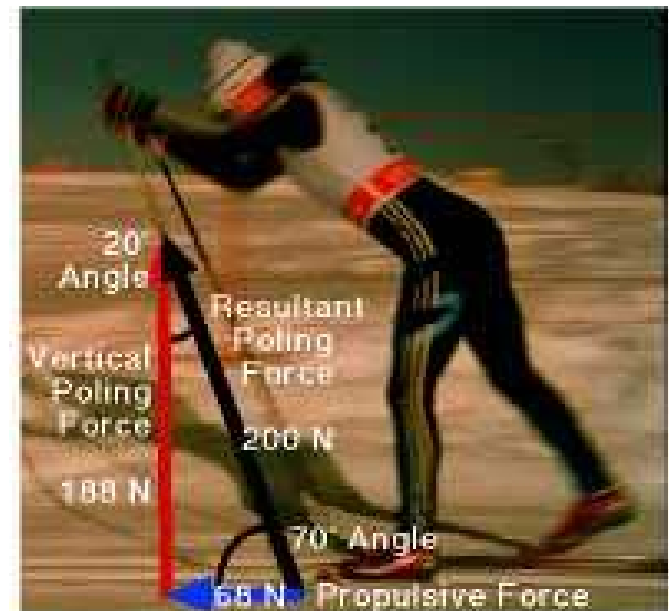 20°
Angle
Resultant
Poling
Force
200 N
Vertical
Poling
Force
188 N
70° Angle
68 N Propulsive Force